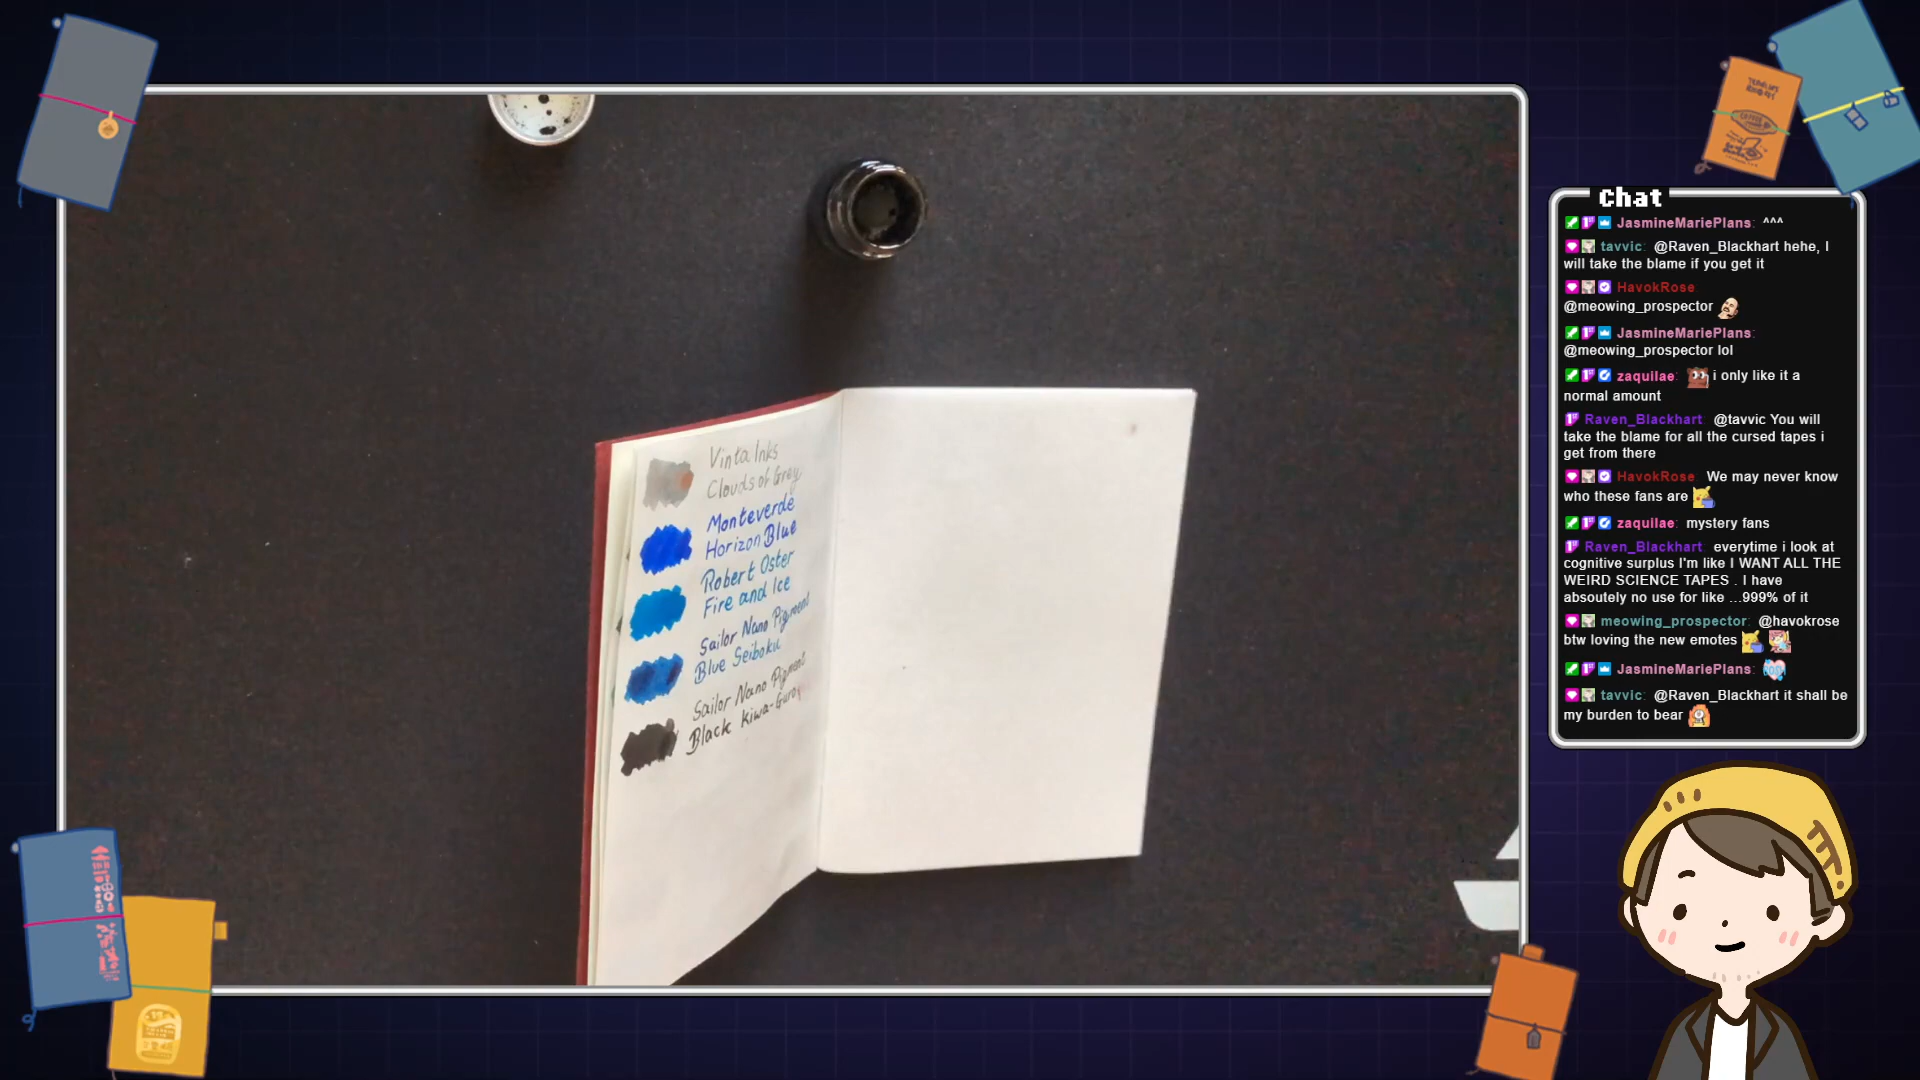 Vinta Inks
Clouds of Grey
Monteverde
Horizon Blue
Robert Oster
Fire and Ice
Sailor Nano Pigment
Blue Seiboku
Sailor Nano Pigment
Black Kiwa-Guro
chat
JasmineMariePlans: ^^^
tavvic: @Raven_Blackhart hehe, I
will take the blame if you get it
HavokRose:
@meowing_prospector
JasmineMariePlans:
@meowing_prospector lol
zaquilae: i only like it a
normal amount
Raven_Blackhart: @tavvic You will
take the blame for all the cursed tapes i
get from there
HavokRose: We may never know
who these fans are
zaquilae: mystery fans
Raven_Blackhart: everytime i look at
cognitive surplus I'm like I WANT ALL THE
WEIRD SCIENCE TAPES . I have
absoutely no use for like ...999% of it
meowing_prospector: @havokrose
btw loving the new emotes
JasmineMariePlans:
tavvic: @Raven_Blackhart it shall be
my burden to bear